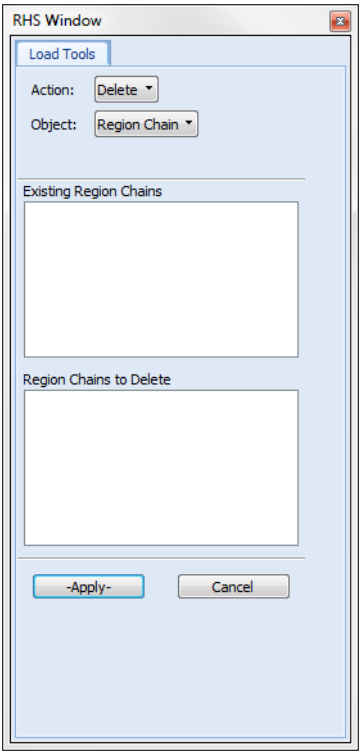 RHS Window
Load Tools
Action: Delete
Object: Region Chain
Existing Region Chains
Region Chains to Delete
-Apply- Cancel